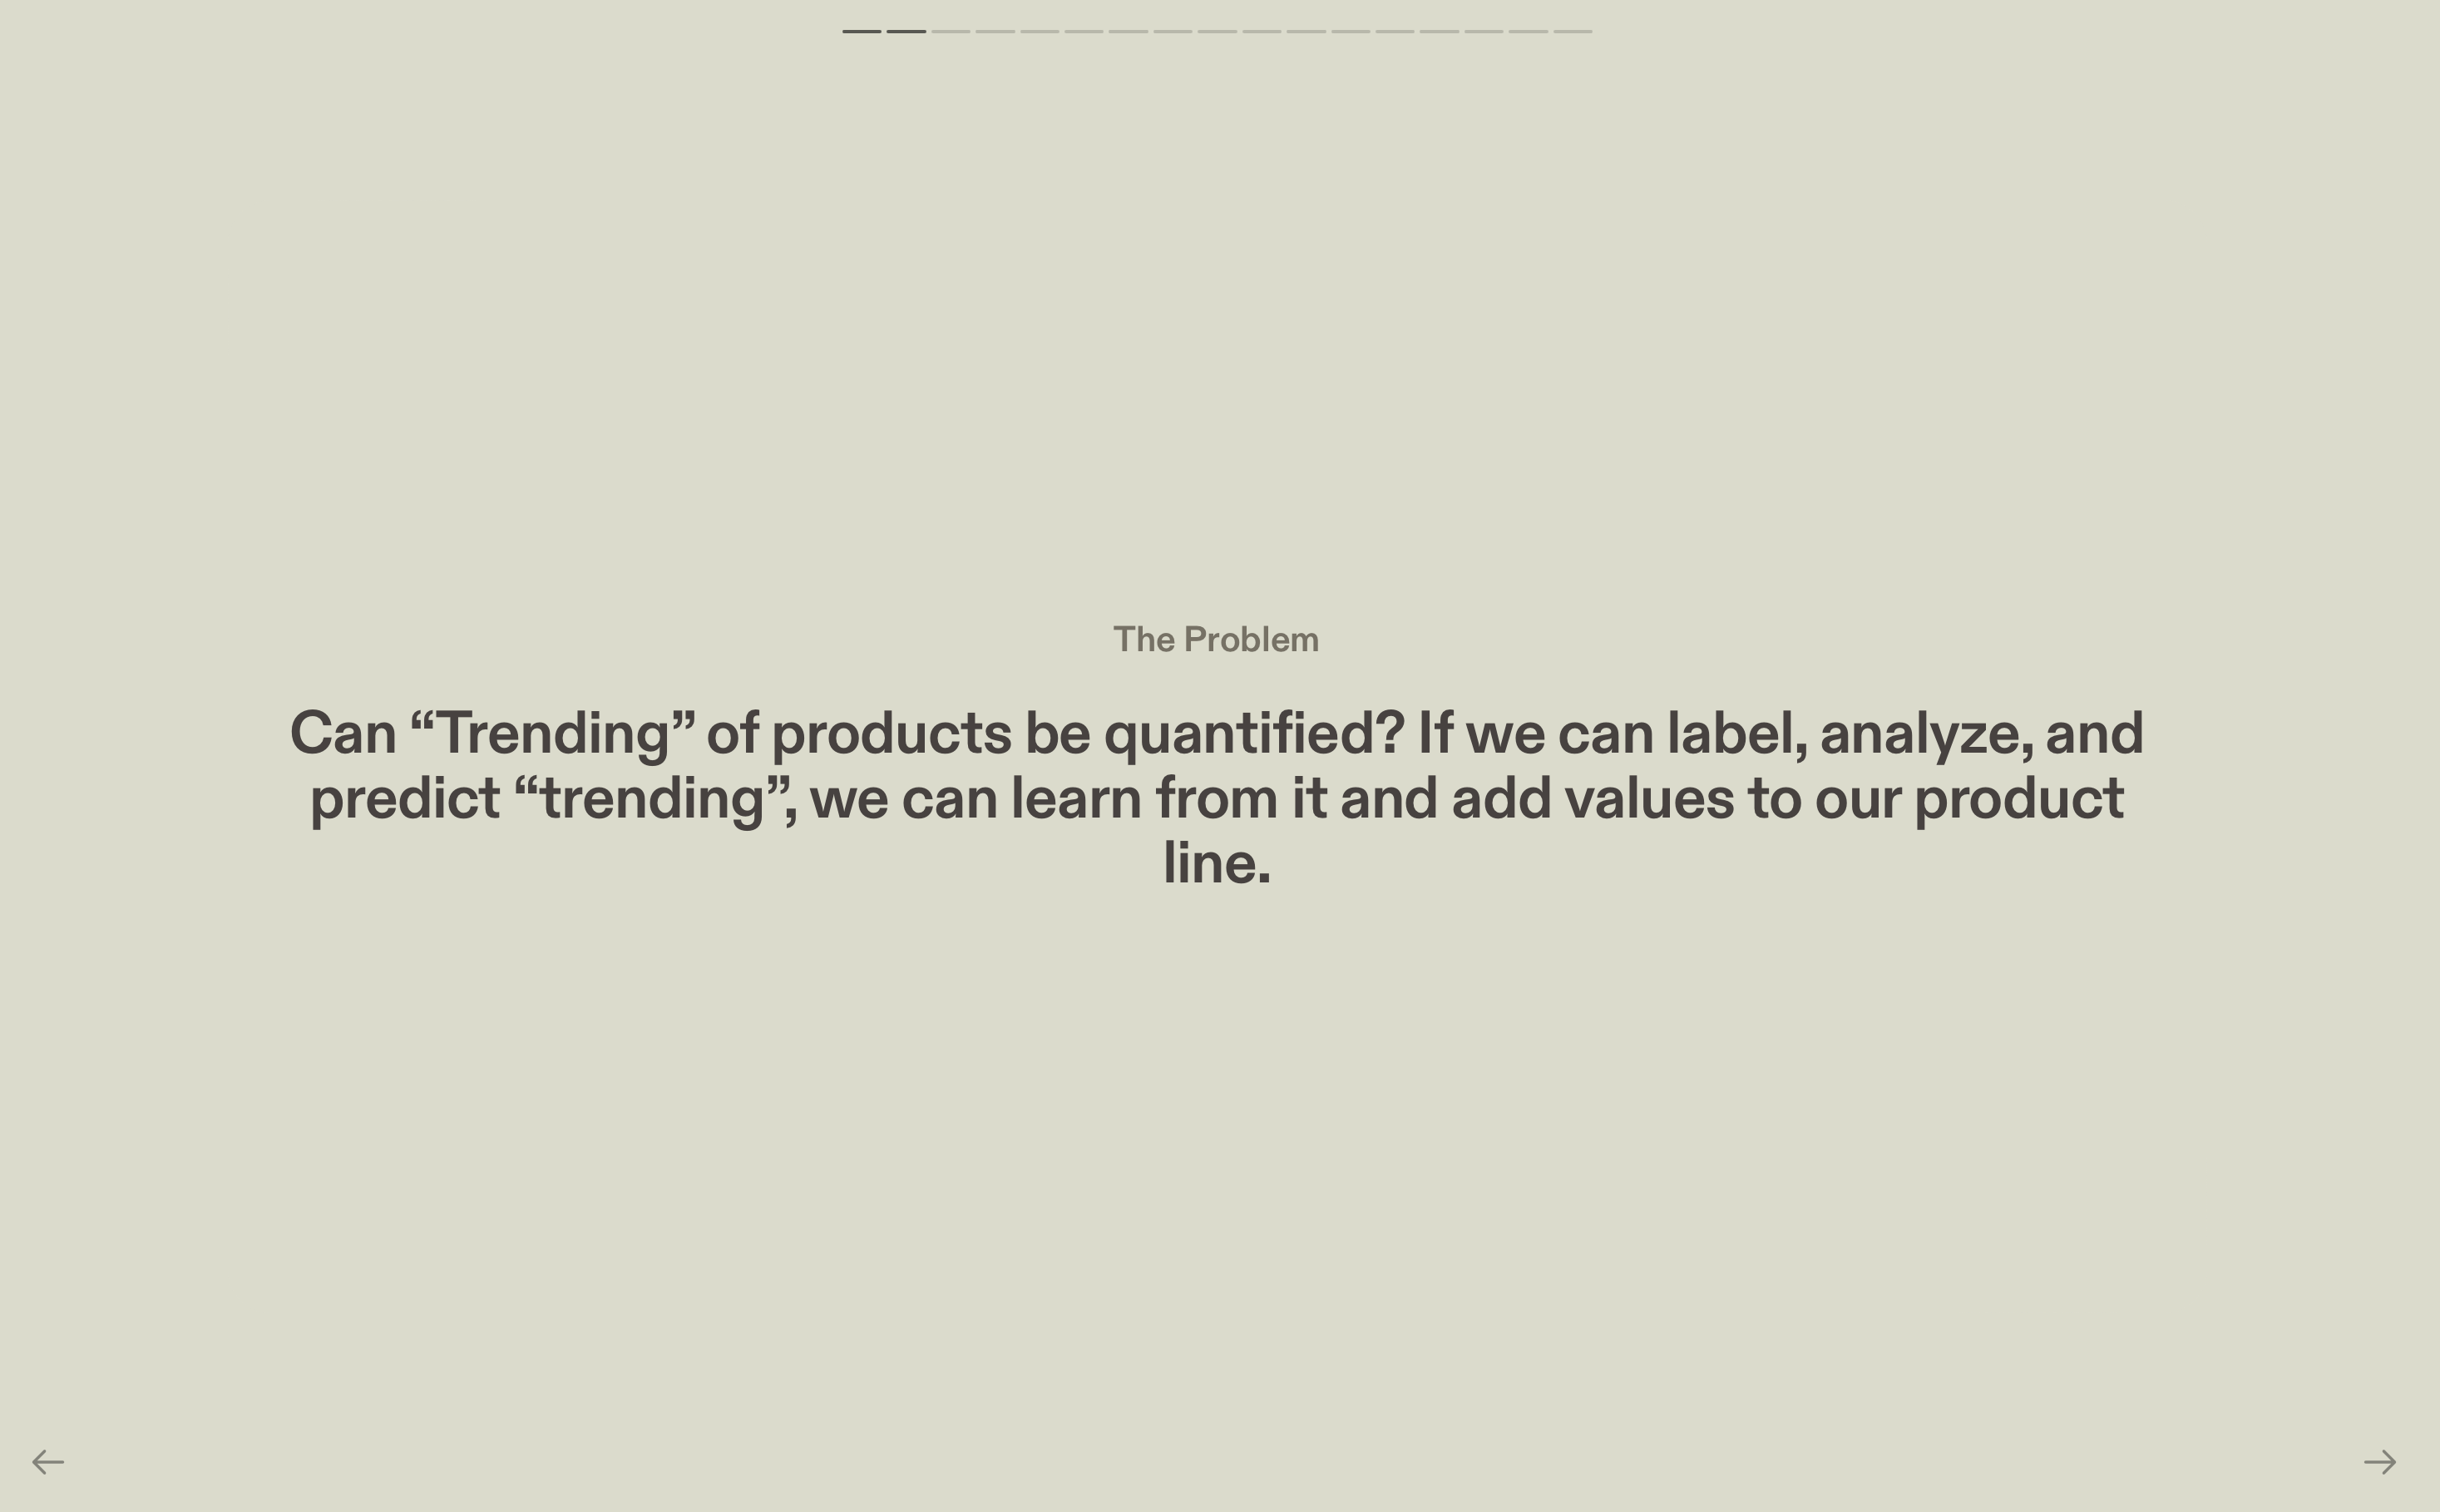 The Problem
Can “Trending” of products be quantified? If we can label, analyze, and
predict “trending”, we can learn from it and add values to our product
line.